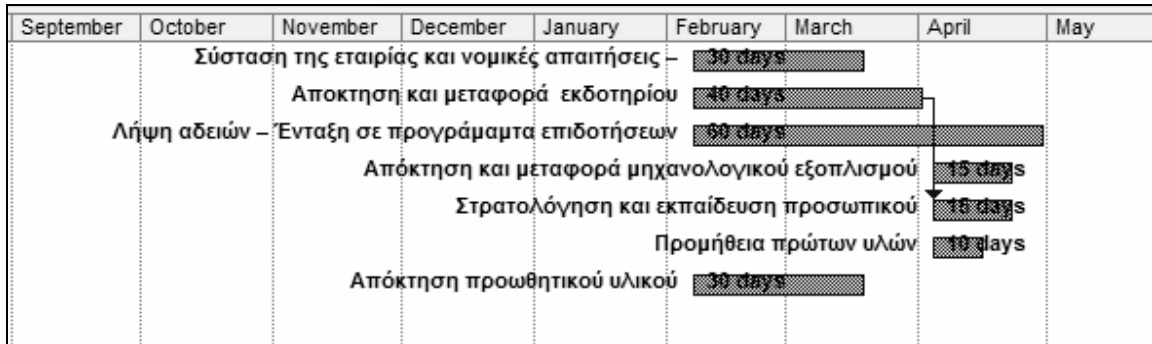 September October November December January February March April May
Σύσταση της εταιρίας και νομικές απαιτήσεις – 30 days
Αποκτηση και μεταφορά εκδοτηρίου 40 days
Λήψη αδειών – Ένταξη σε προγράμαμτα επιδοτήσεων 60 days
Απόκτηση και μεταφορά μηχανολογικού εξοπλισμού 15 days
Στρατολόγηση και εκπαίδευση προσωπικού 15 days
Προμήθεια πρώτων υλών 10 days
Απόκτηση προωθητικού υλικού 30 days